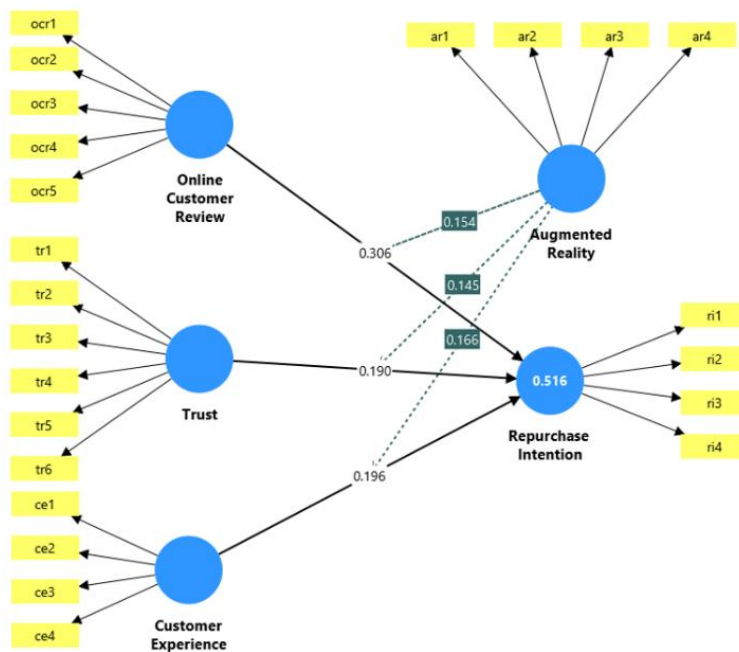 ocr1
ocr2
ocr3
ocr4
ocr5
Online
Customer
Review
ar1
ar2
ar3
ar4
Augmented
Reality
0.154
0.306
0.145
0.166
tr1
tr2
tr3
tr4
tr5
tr6
Trust
0.190
0.516
Repurchase
Intention
ri1
ri2
ri3
ri4
0.196
ce1
ce2
ce3
ce4
Customer
Experience